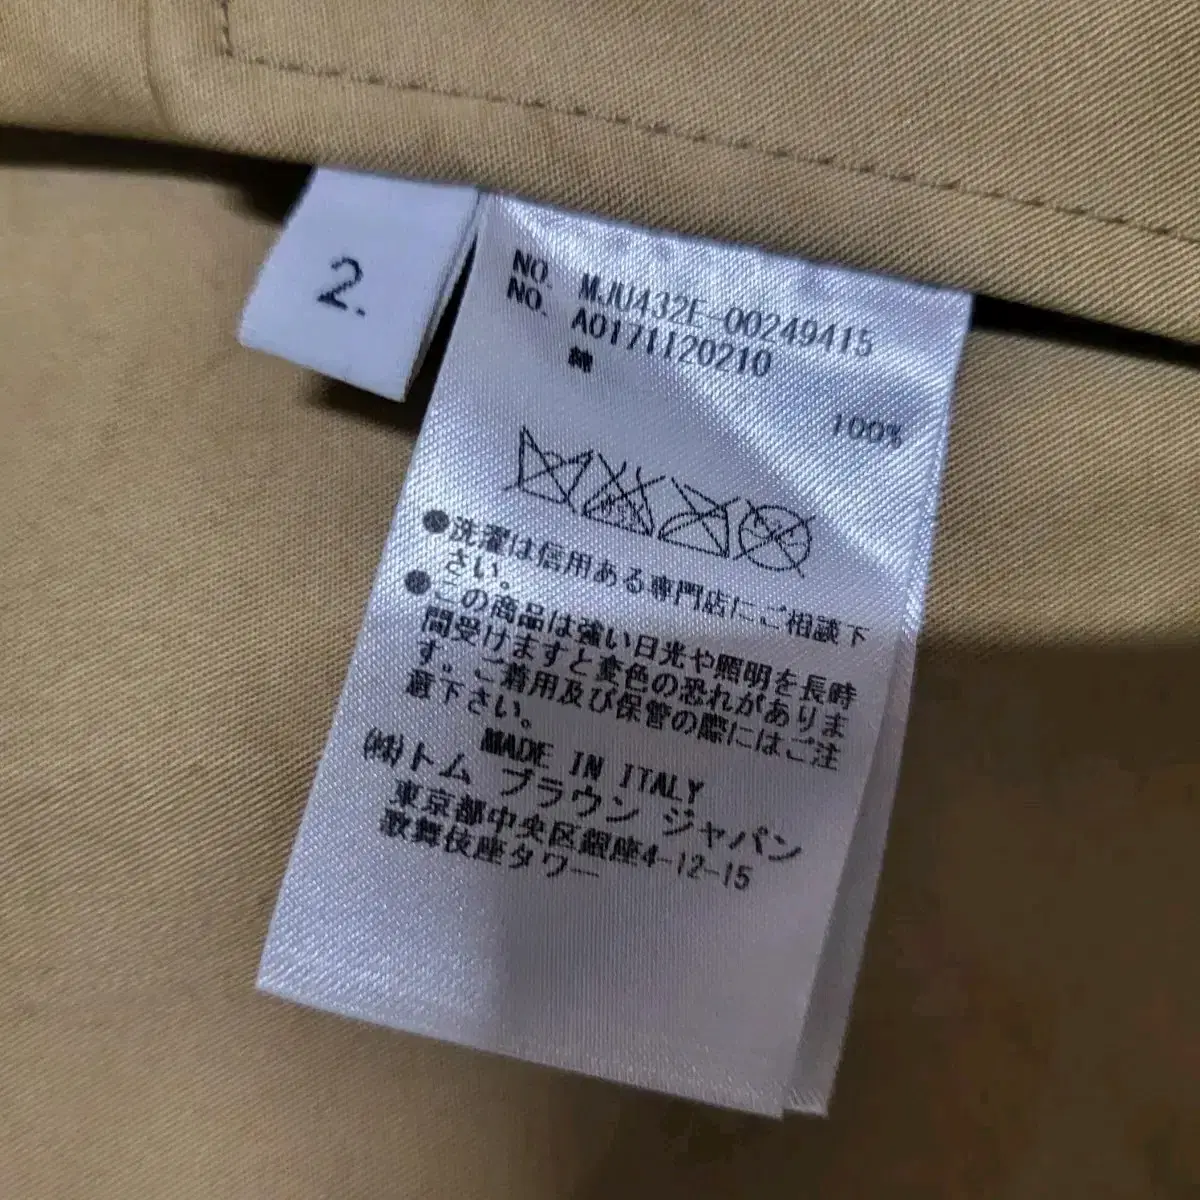 2.
NO. MJU432E-00249415
NO. A0171120210
綿
100%
●洗濯は信用ある専門店にご相談下
さい。
●この商品は強い日光や照明を長時
間受けますと変色の恐れがありま
す。ご着用及び保管の際にはご注
意下さい。
MADE IN ITALY
(株)トム ブラウン ジャパン
東京都中央区銀座4-12-15
歌舞伎座タワー